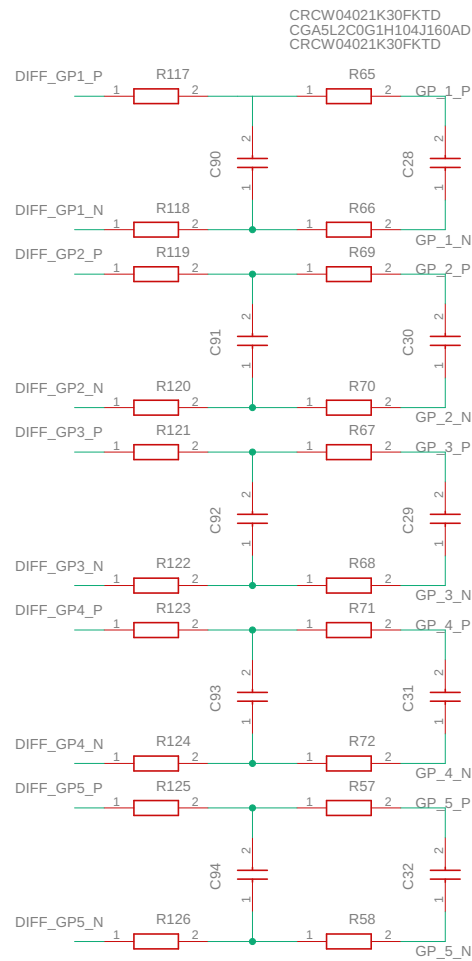 CRCW04021K30FKTD
CGA5L2C0G1H104J160AD
CRCW04021K30FKTD
DIFF_GP1_P R117 R65 GP_1_P
1 2 1 2
C90 2 1 C28 2 1
DIFF_GP1_N R118 R66 GP_1_N
1 2 1 2
DIFF_GP2_P R119 R69 GP_2_P
1 2 1 2
C91 2 1 C30 2 1
DIFF_GP2_N R120 R70 GP_2_N
1 2 1 2
DIFF_GP3_P R121 R67 GP_3_P
1 2 1 2
C92 2 1 C29 2 1
DIFF_GP3_N R122 R68 GP_3_N
1 2 1 2
DIFF_GP4_P R123 R71 GP_4_P
1 2 1 2
C93 2 1 C31 2 1
DIFF_GP4_N R124 R72 GP_4_N
1 2 1 2
DIFF_GP5_P R125 R57 GP_5_P
1 2 1 2
C94 2 1 C32 2 1
DIFF_GP5_N R126 R58 GP_5_N
1 2 1 2